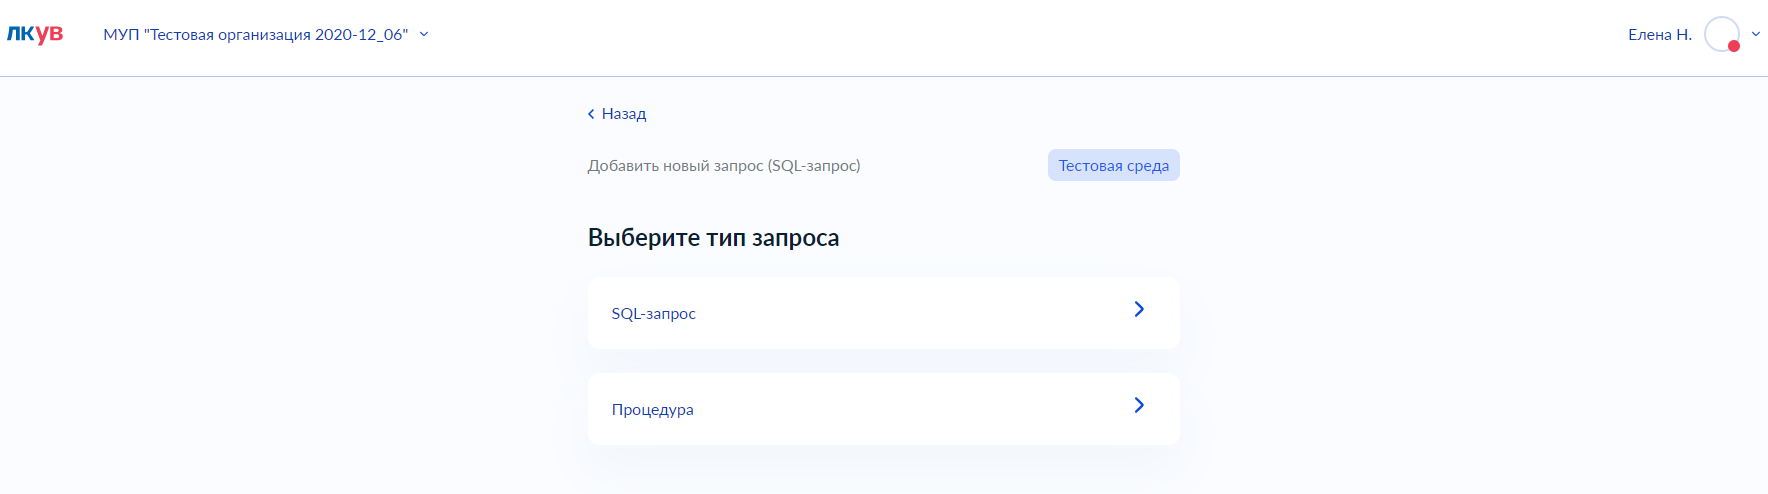 ЛКУВ
МУП "Тестовая организация 2020-12_06"
Елена Н.
Назад
Добавить новый запрос (SQL-запрос)
Тестовая среда
Выберите тип запроса
SQL-запрос
Процедура